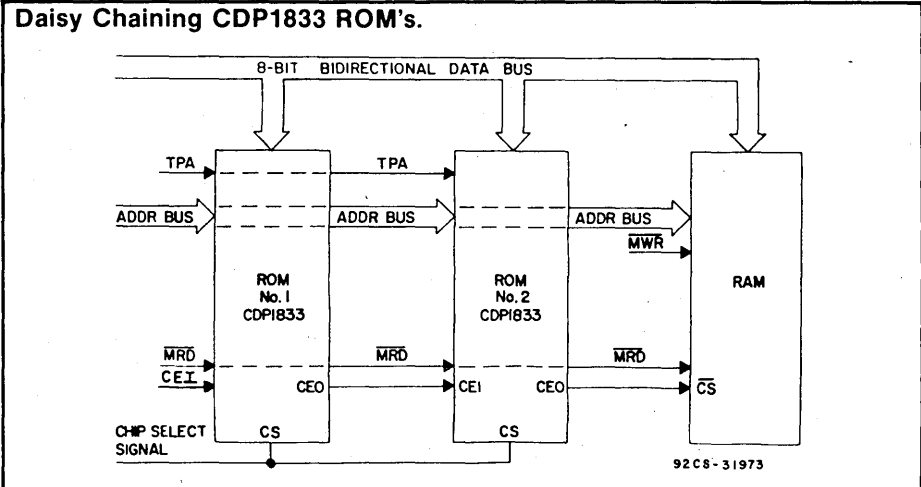 Daisy Chaining CDP1833 ROM's.
8-BIT BIDIRECTIONAL DATA BUS
TPA
TPA
ADDR BUS
ADDR BUS
ADDR BUS
MWR
ROM
No. 1
CDP1833
ROM
No. 2
CDP1833
RAM
MRD
MRD
MRD
CEI
CEO
CEI
CEO
CS
CHIP SELECT
SIGNAL
CS
CS
92CS-31973